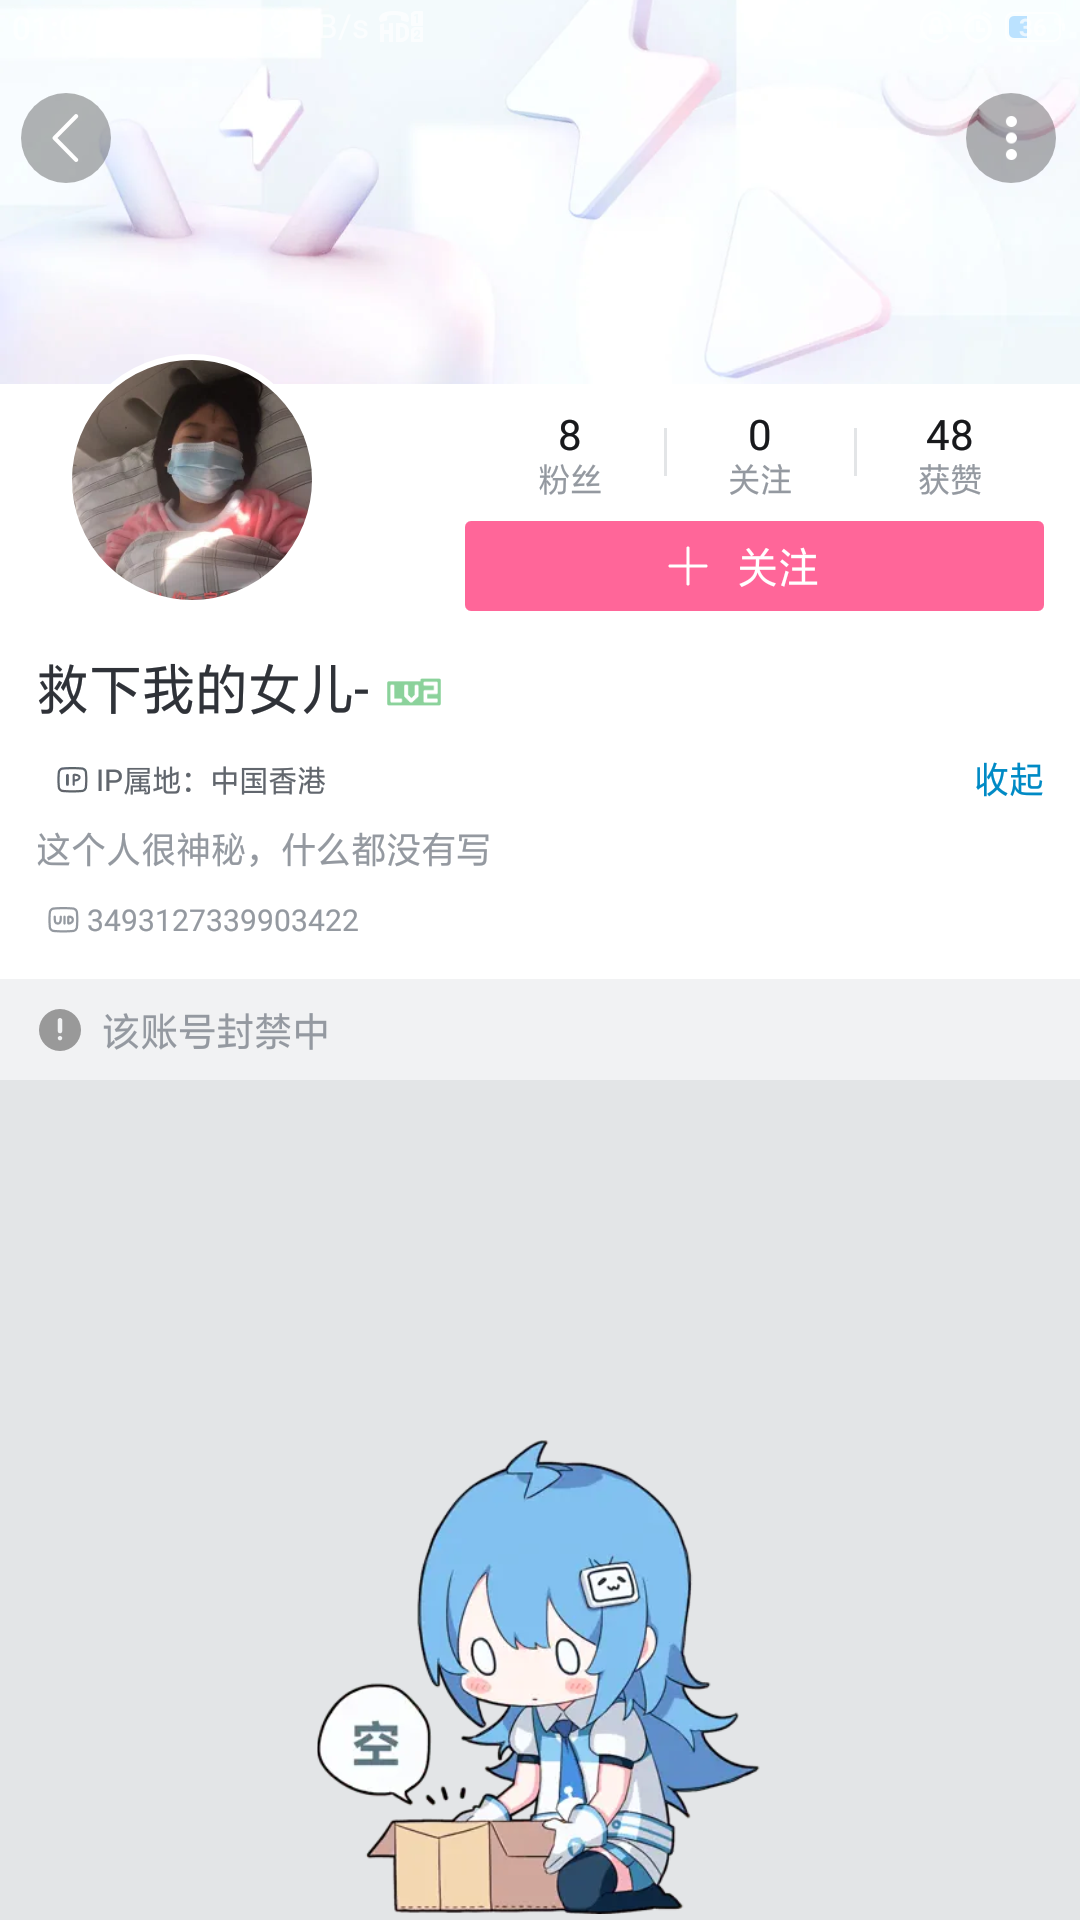 B/s HD
3
8
0
48
粉丝
关注
获赞
关注
救下我的女儿- LV2
IP IP属地：中国香港
收起
这个人很神秘，什么都没有写
UID 3493127339903422
该账号封禁中
空